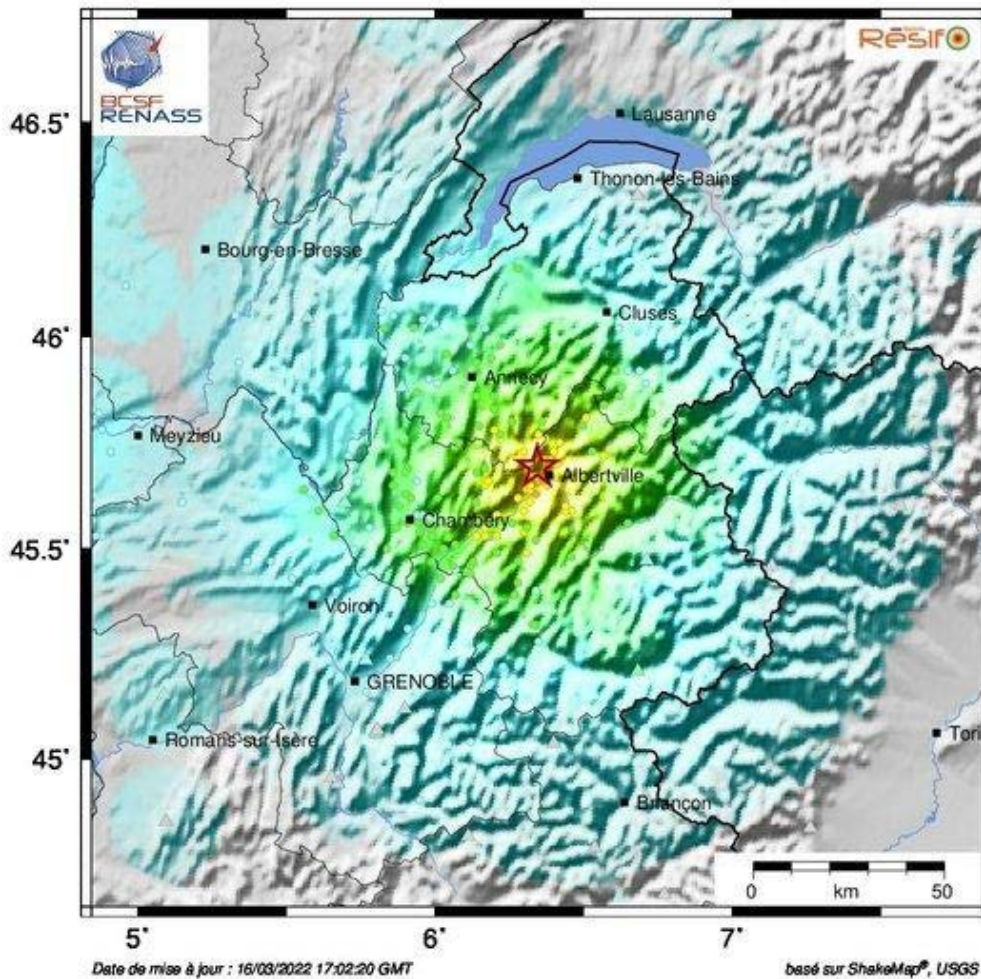 BCSF
RENASS
Résif
46.5°
Lausanne
Thonon-les-Bains
Bourg-en-Bresse
46°
Cluses
Annecy
Meyzieu
Albertville
45.5°
Chambéry
Voiron
GRENOBLE
Romans-sur-Isère
Tori
45°
Briançon
0 km 50
5° 6° 7°
Date de mise à jour : 16/03/2022 17:02:20 GMT
basé sur ShakeMap®, USGS